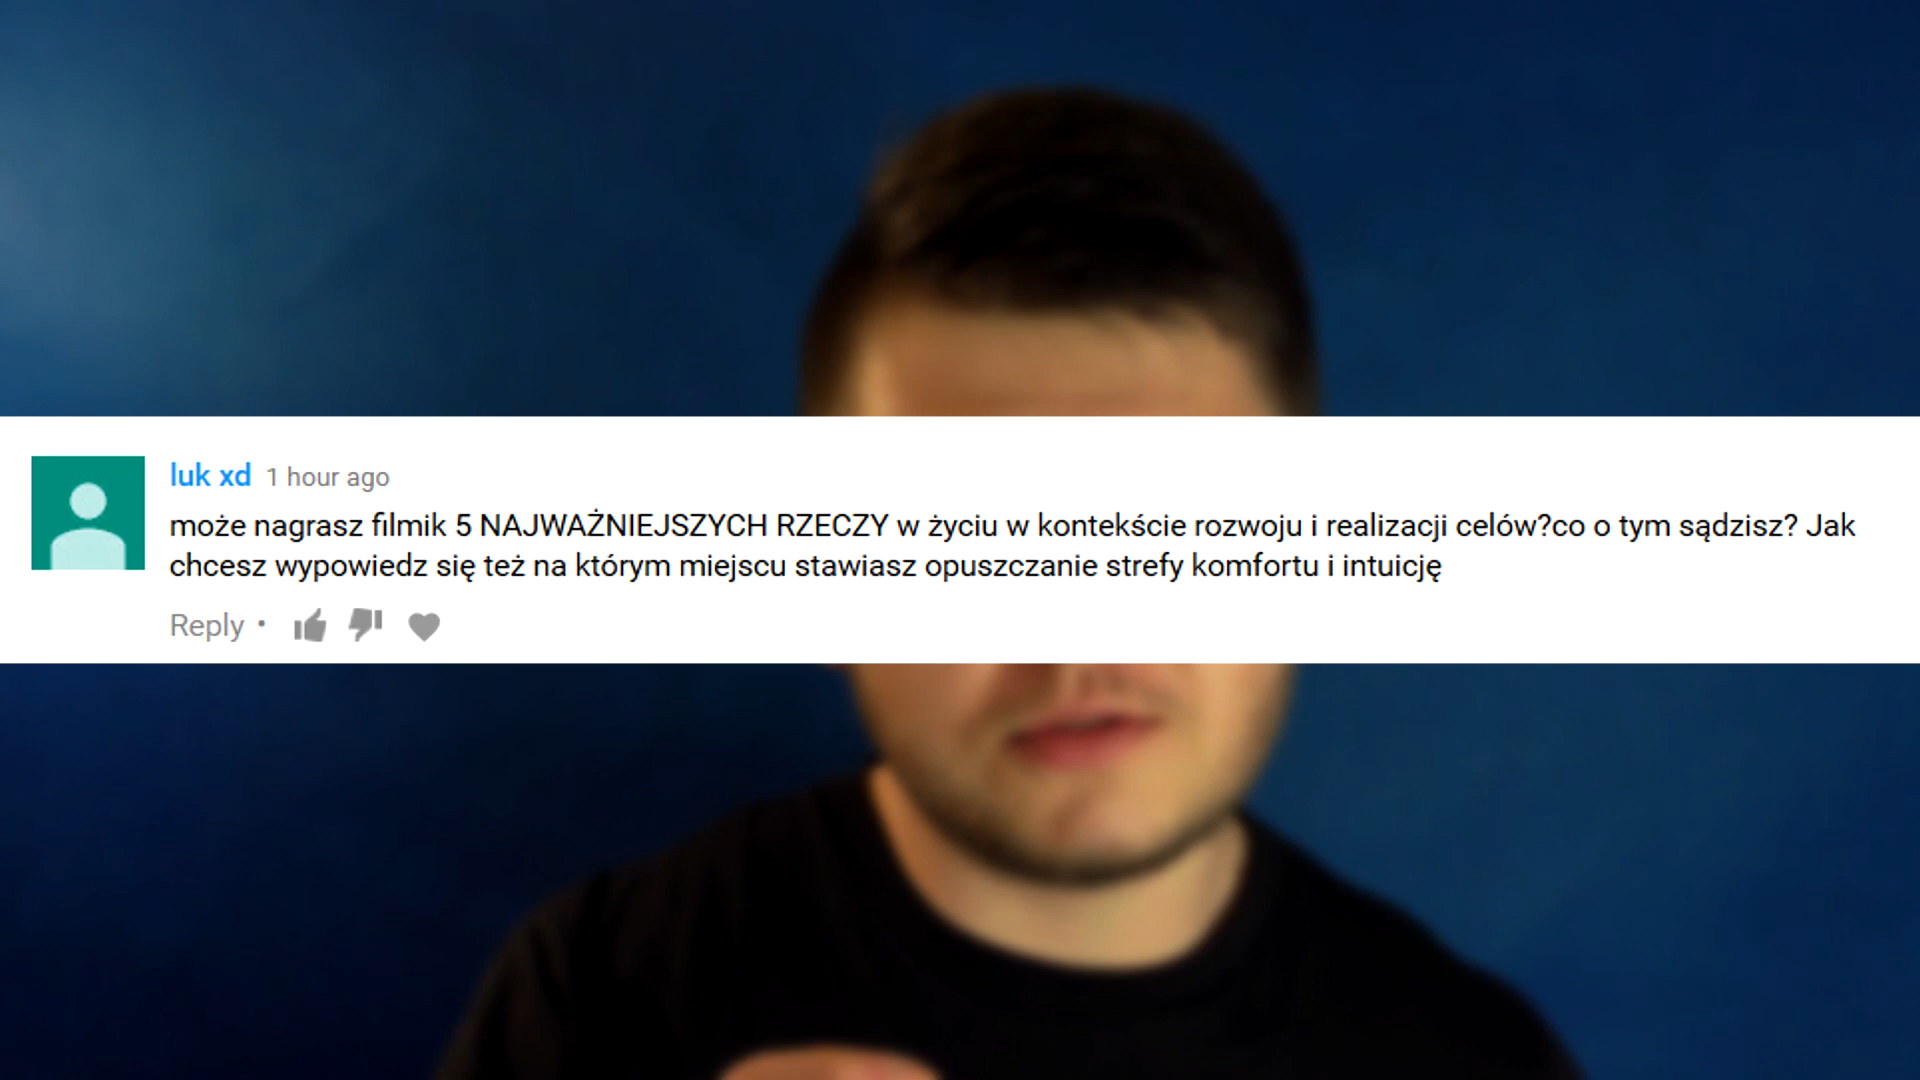 luk xd 1 hour ago
może nagrasz filmik 5 NAJWAŻNIEJSZYCH RZECZY w życiu w kontekście rozwoju i realizacji celów?co o tym sądzisz? Jak
chcesz wypowiedz się też na którym miejscu stawiasz opuszczanie strefy komfortu i intuicję
Reply •